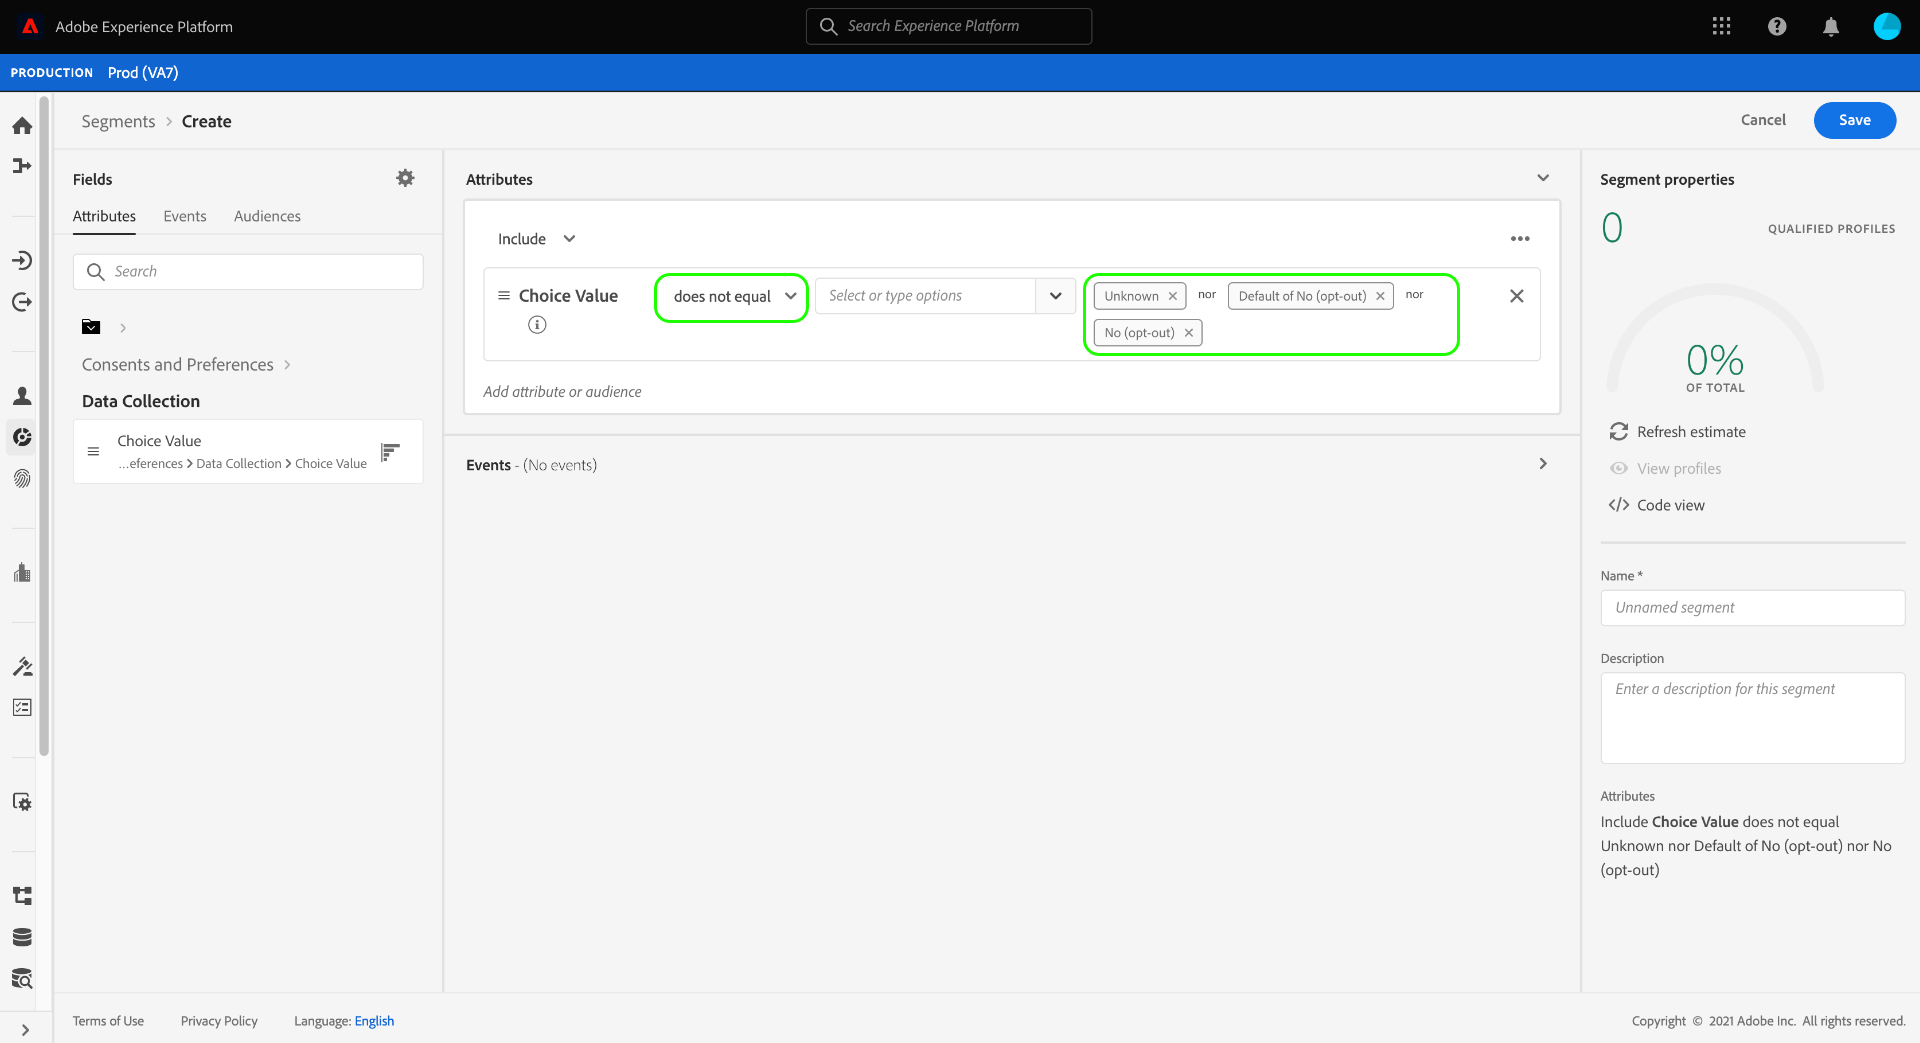 Adobe Experience Platform
Search Experience Platform
PRODUCTION Prod (VA7)
Segments > Create
Cancel
Save
Fields
Attributes Events Audiences
Search
Consents and Preferences >
Data Collection
Choice Value
...eferences > Data Collection > Choice Value
Attributes
Include
Choice Value
does not equal
Select or type options
Unknown × nor Default of No (opt-out) × nor
No (opt-out) ×
Add attribute or audience
Events - (No events)
Segment properties
0 QUALIFIED PROFILES
0%
OF TOTAL
Refresh estimate
View profiles
</> Code view
Name *
Unnamed segment
Description
Enter a description for this segment
Attributes
Include Choice Value does not equal
Unknown nor Default of No (opt-out) nor No
(opt-out)
Terms of Use Privacy Policy Language: English
Copyright © 2021 Adobe Inc. All rights reserved.